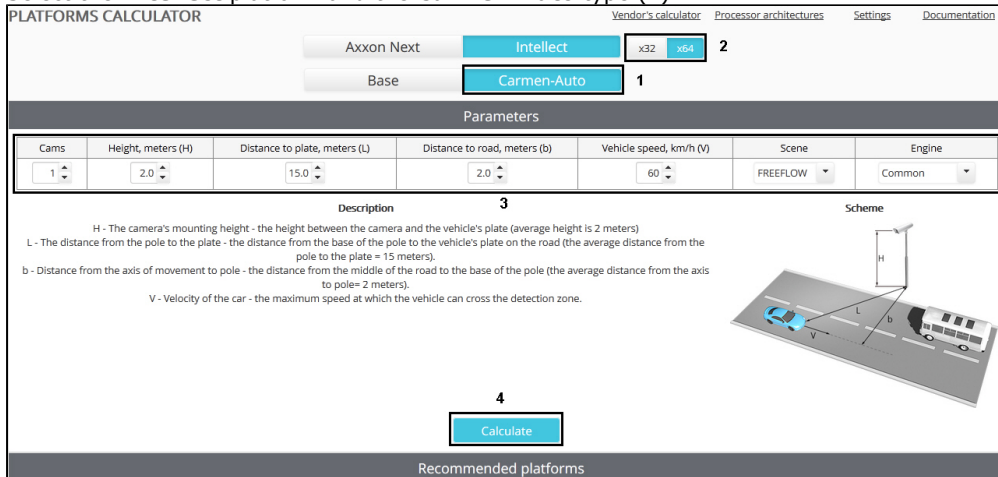 PLATFORMS CALCULATOR
Vendor's calculator Processor architectures Settings Documentation
Axxon Next Intellect x32 x64 2
Base Carmen-Auto 1
Parameters
Cams Height, meters (H) Distance to plate, meters (L) Distance to road, meters (b) Vehicle speed, km/h (V) Scene Engine
1 2.0 15.0 2.0 60 FREEFLOW Common
3
Description Scheme
H - The camera's mounting height - the height between the camera and the vehicle's plate (average height is 2 meters)
L - The distance from the pole to the plate - the distance from the base of the pole to the vehicle's plate on the road (the average distance from the
pole to the plate = 15 meters).
b - Distance from the axis of movement to pole - the distance from the middle of the road to the base of the pole (the average distance from the axis
to pole= 2 meters).
V - Velocity of the car - the maximum speed at which the vehicle can cross the detection zone.
H
L
b
V
4
Calculate
Recommended platforms